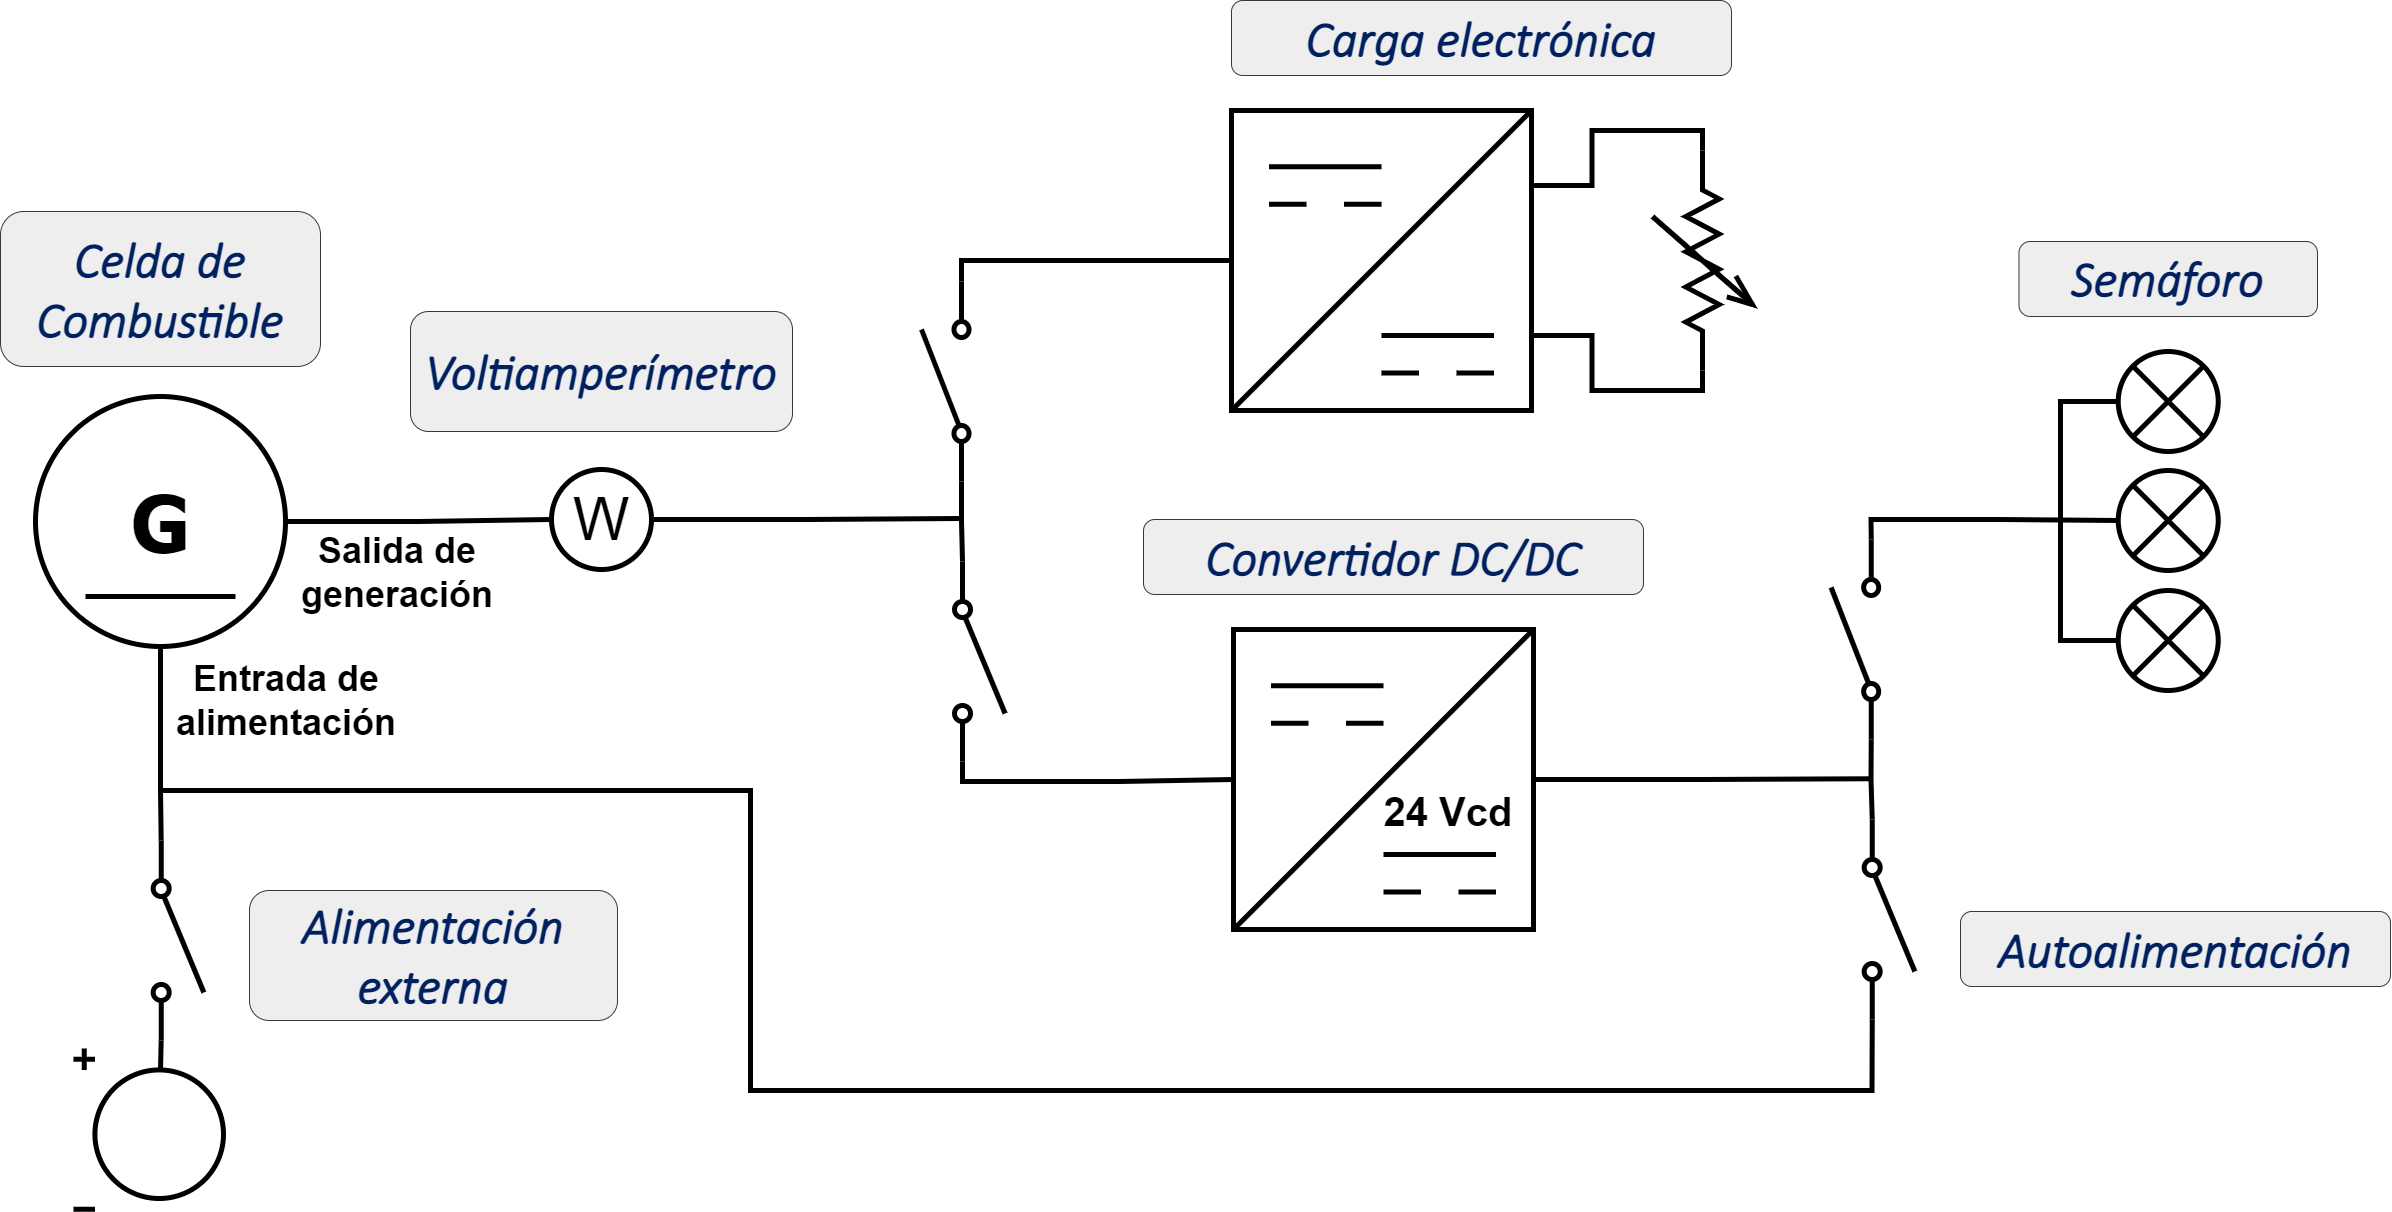 Carga electrónica
Celda de
Combustible
Voltiamperímetro
Semáforo
G
W
Salida de
generación
Convertidor DC/DC
Entrada de
alimentación
24 Vcd
Alimentación
externa
Autoalimentación
+
−